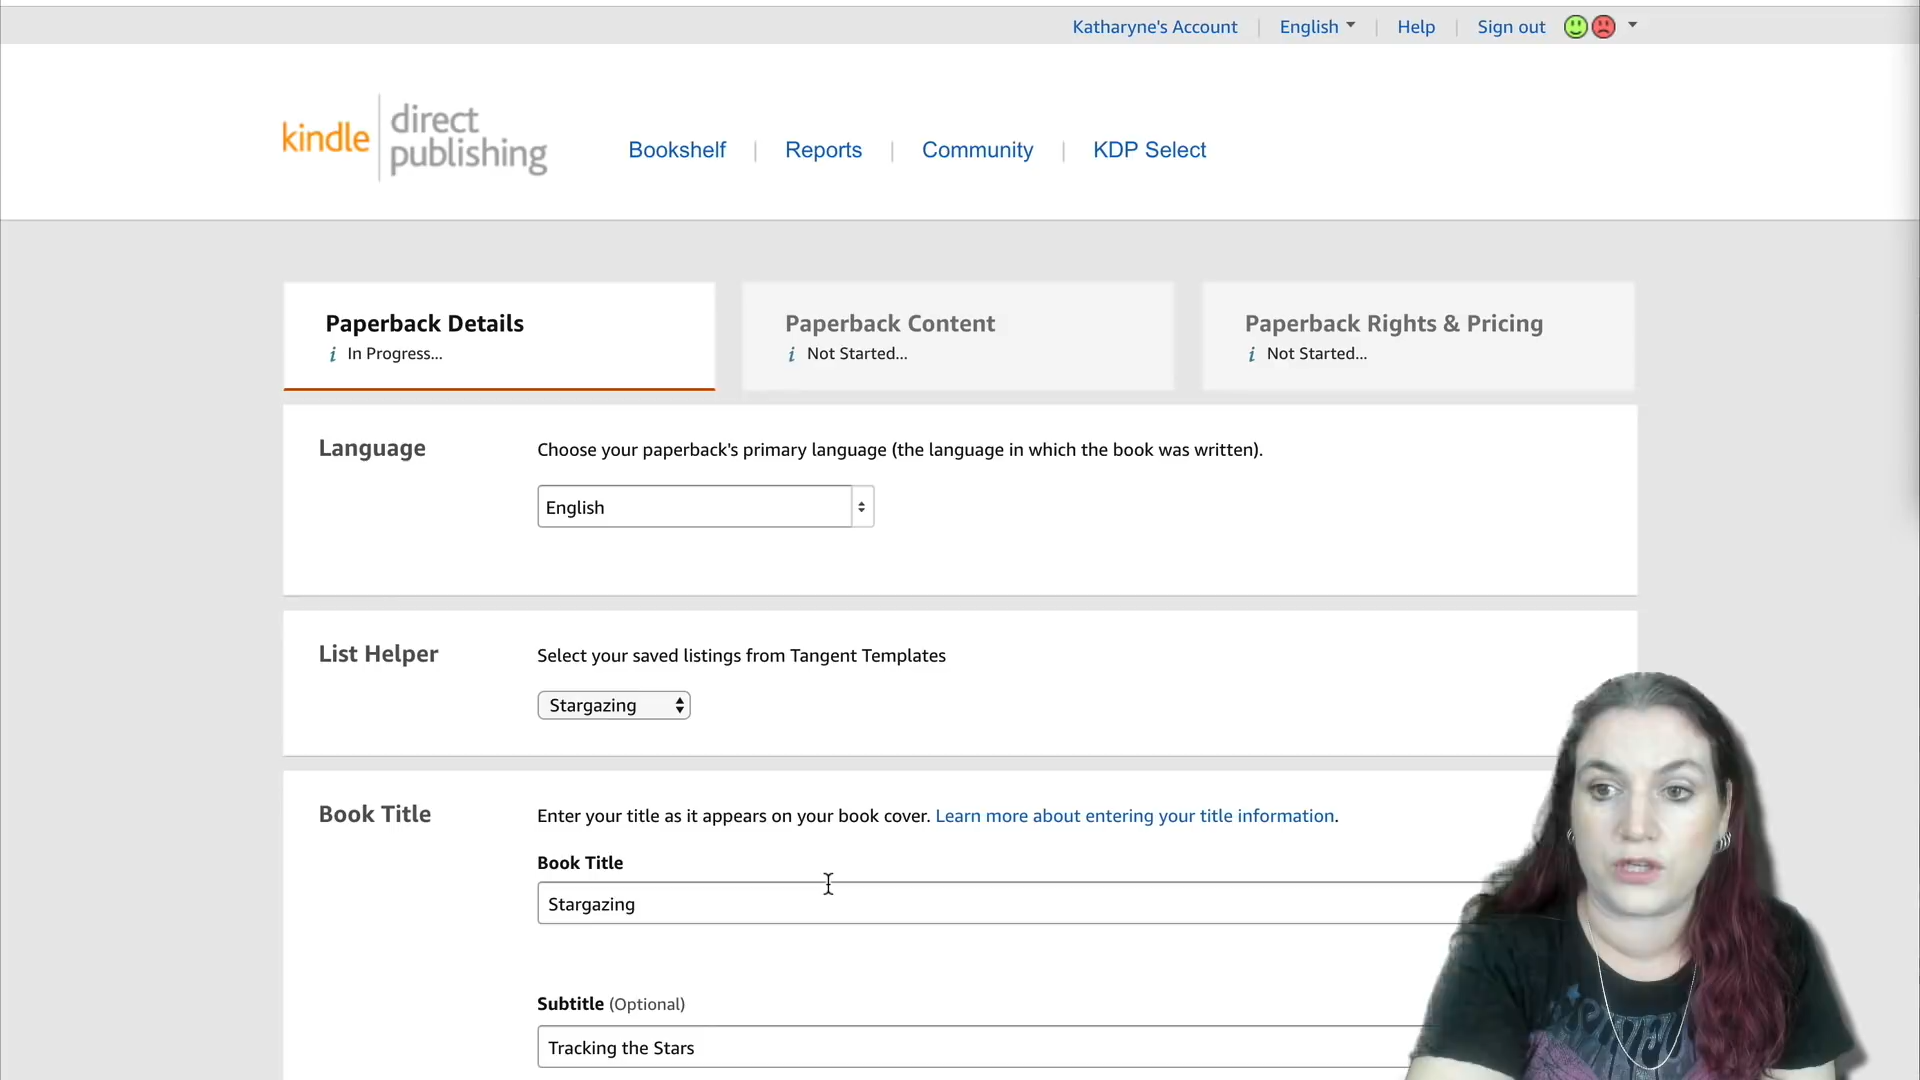 Katharyne's Account English Help Sign out
kindle direct publishing
Bookshelf Reports Community KDP Select
Paperback Details
i In Progress...
Paperback Content
i Not Started...
Paperback Rights & Pricing
i Not Started...
Language
Choose your paperback's primary language (the language in which the book was written).
English
List Helper
Select your saved listings from Tangent Templates
Stargazing
Book Title
Enter your title as it appears on your book cover. Learn more about entering your title information.
Book Title
Stargazing
Subtitle (Optional)
Tracking the Stars